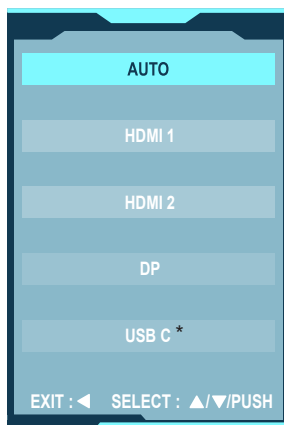 AUTO
HDMI 1
HDMI 2
DP
USB C *
EXIT : ◀ SELECT : ▲/▼/PUSH